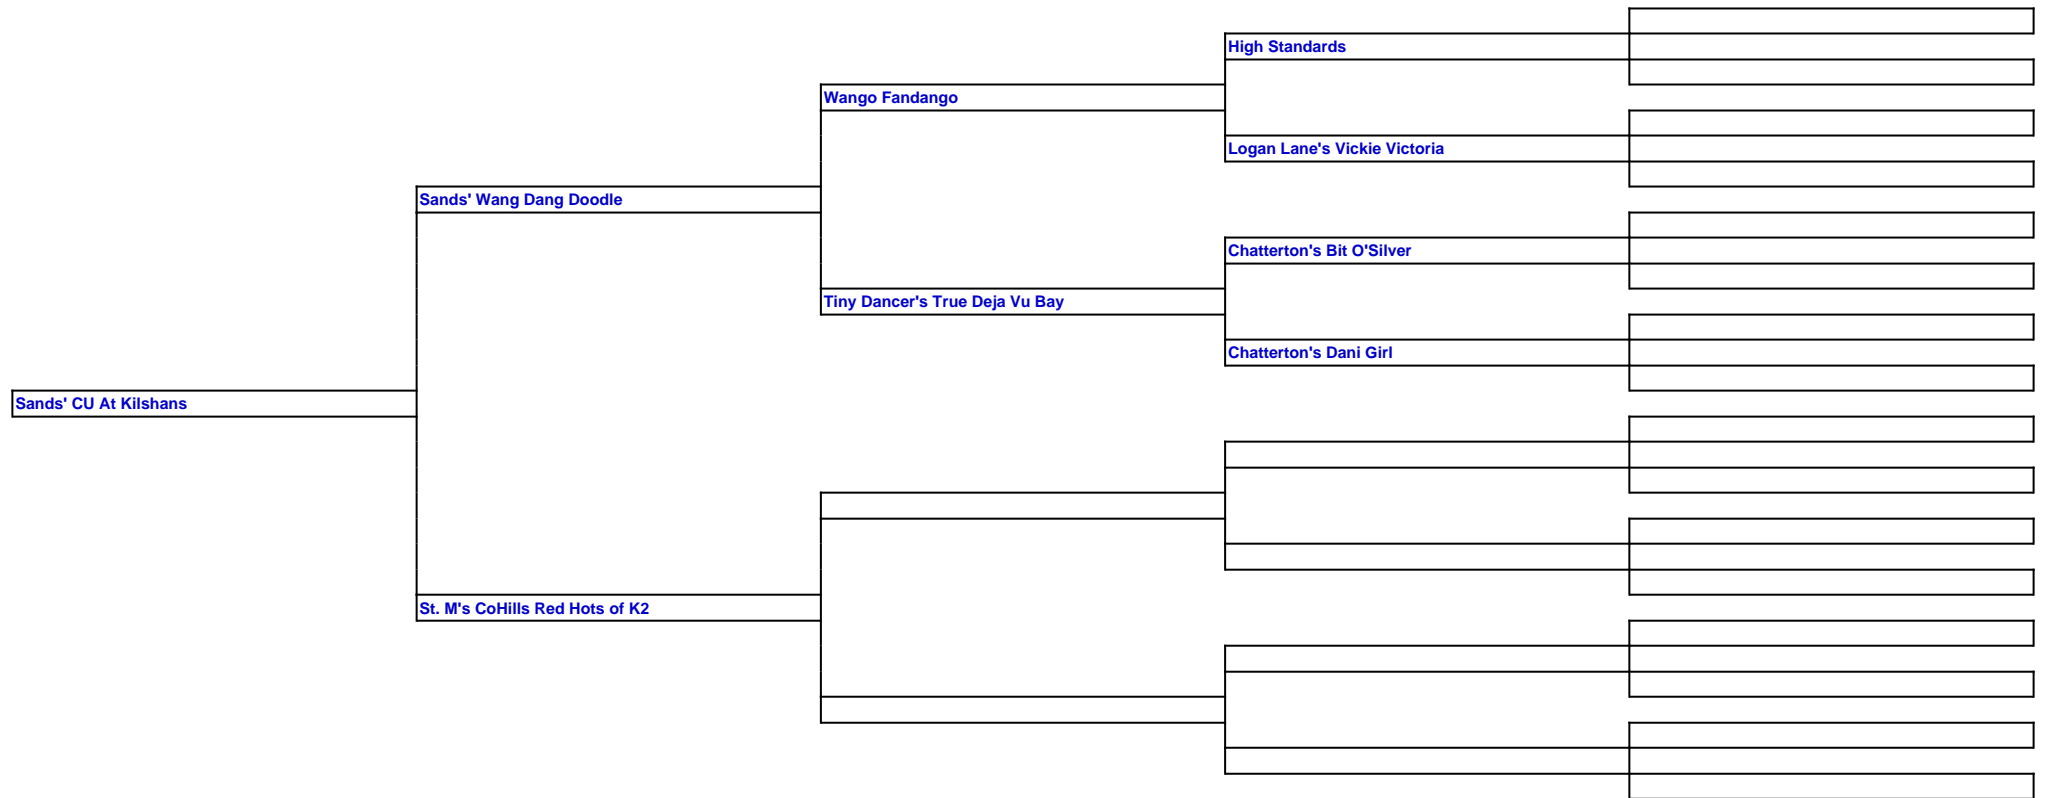 High Standards
Wango Fandango
Logan Lane's Vickie Victoria
Sands' Wang Dang Doodle
Chatterton's Bit O'Silver
Tiny Dancer's True Deja Vu Bay
Chatterton's Dani Girl
Sands' CU At Kilshans
St. M's CoHills Red Hots of K2